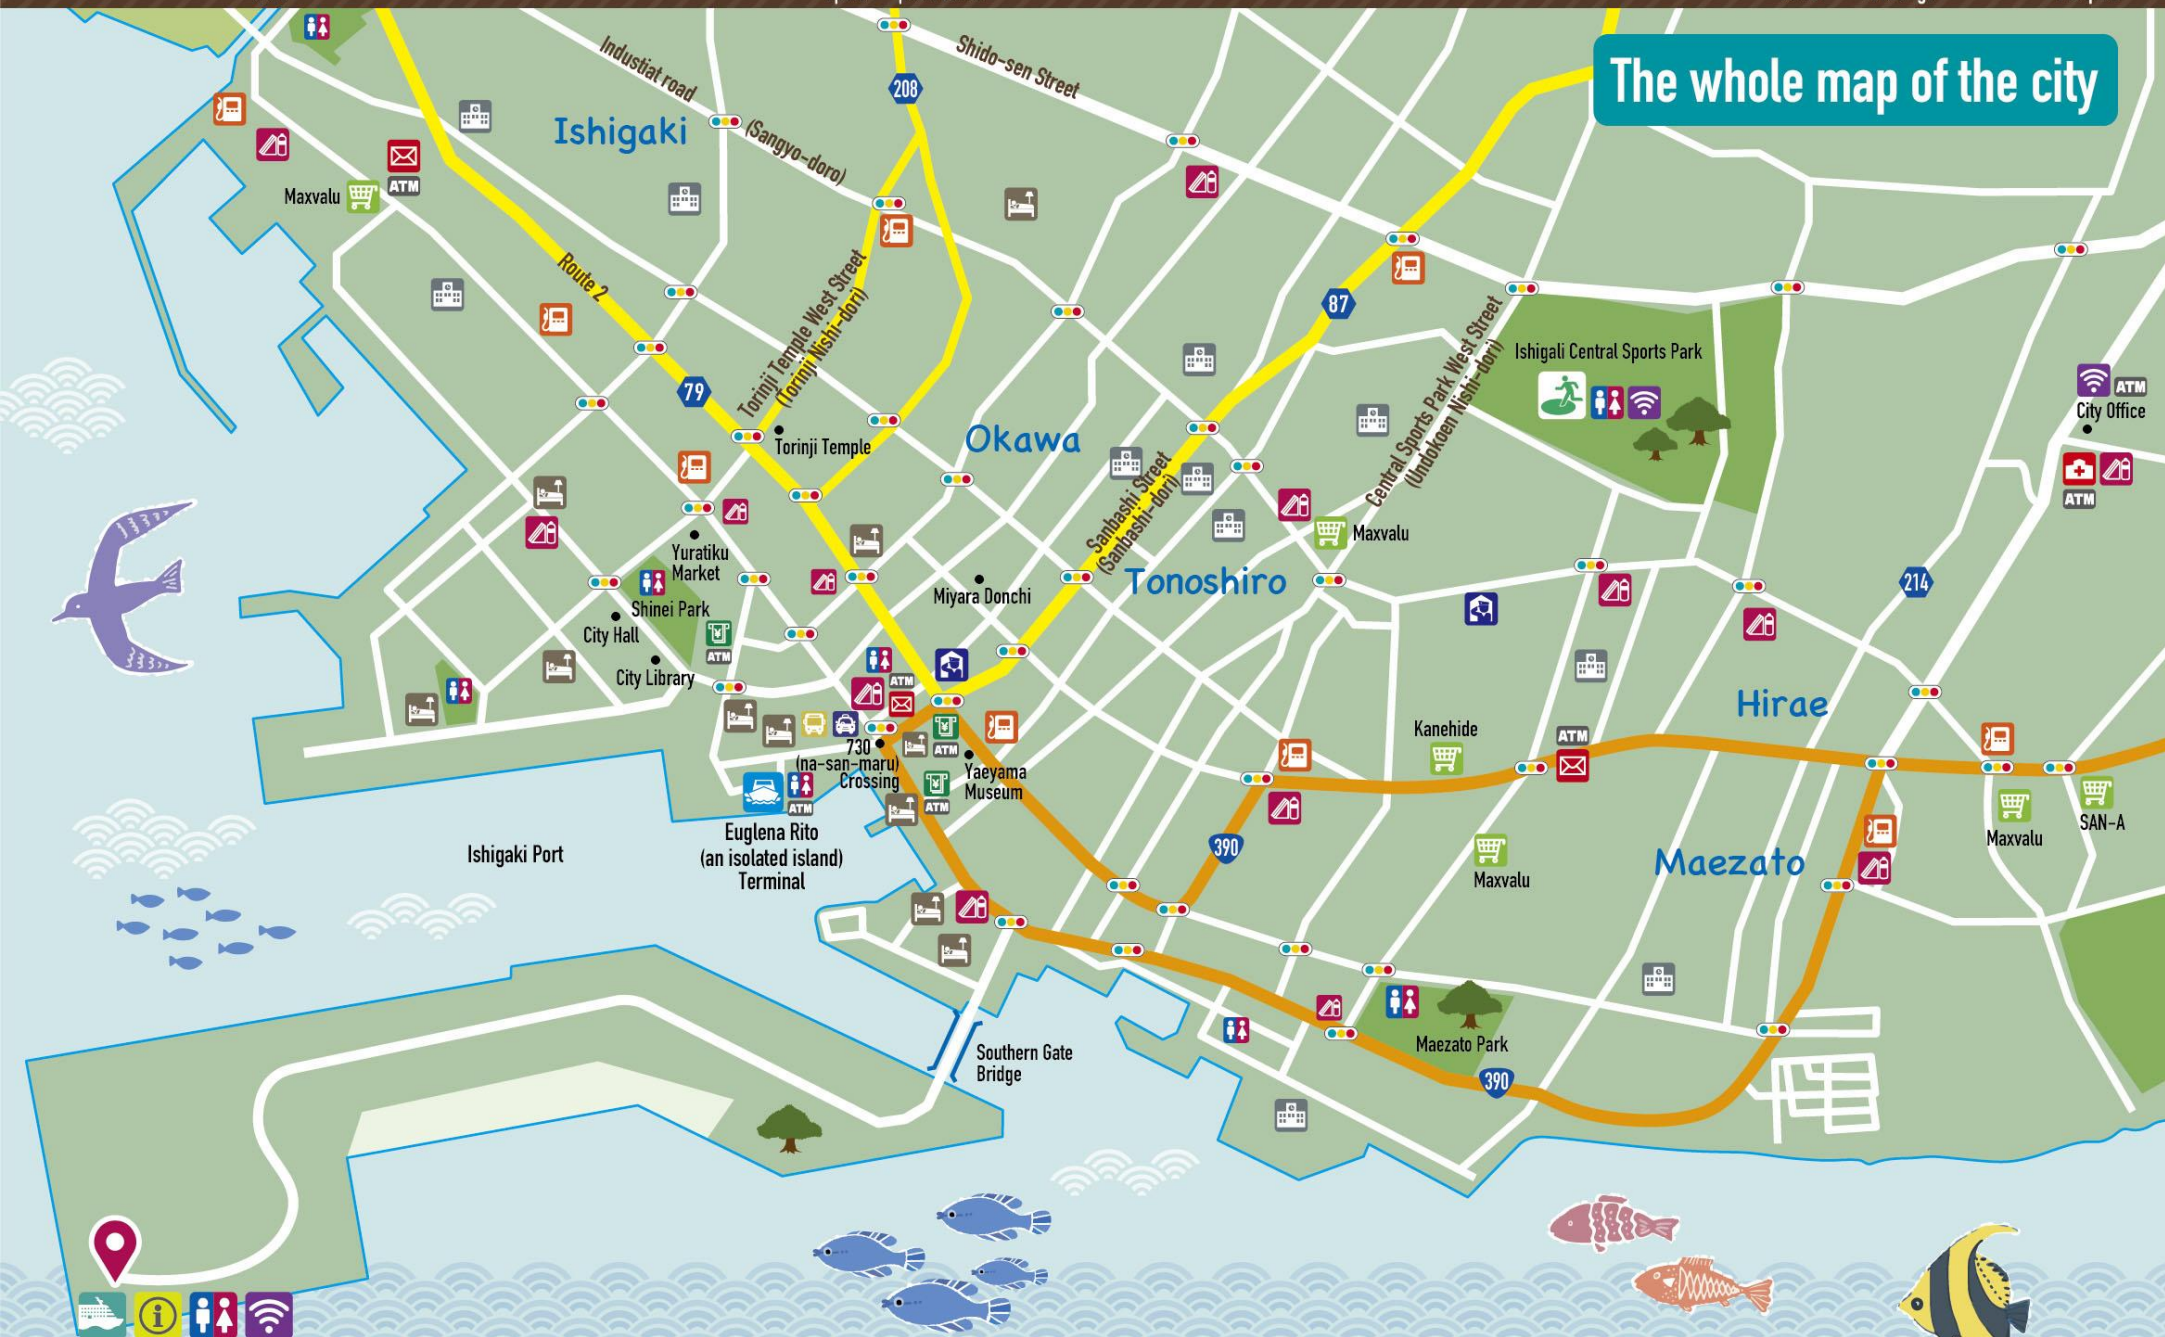 The whole map of the city
Industiat road
(Sangyo-doro)
Shido-sen Street
208
Ishigaki
ATM
Maxvalu
Route 2
Torinji Temple West Street
(Torinji Nishi-dori)
87
Central Sports Park West Street
(Undokoen Nishi-dori)
Ishigali Central Sports Park
ATM
City Office
ATM
79
Torinji Temple
Okawa
Sanbashi Street
(Sanbashi-dori)
Maxvalu
Yuratiku
Market
Tonoshiro
214
Miyara Donchi
Shinei Park
City Hall
ATM
City Library
ATM
Hirae
Kanehide
ATM
730
(na-san-maru)
Crossing
ATM
Yaeyama
Museum
ATM
ATM
Euglena Rito
(an isolated island)
Terminal
Ishigaki Port
390
Maxvalu
Maezato
Maxvalu
SAN-A
Southern Gate
Bridge
Maezato Park
390
i